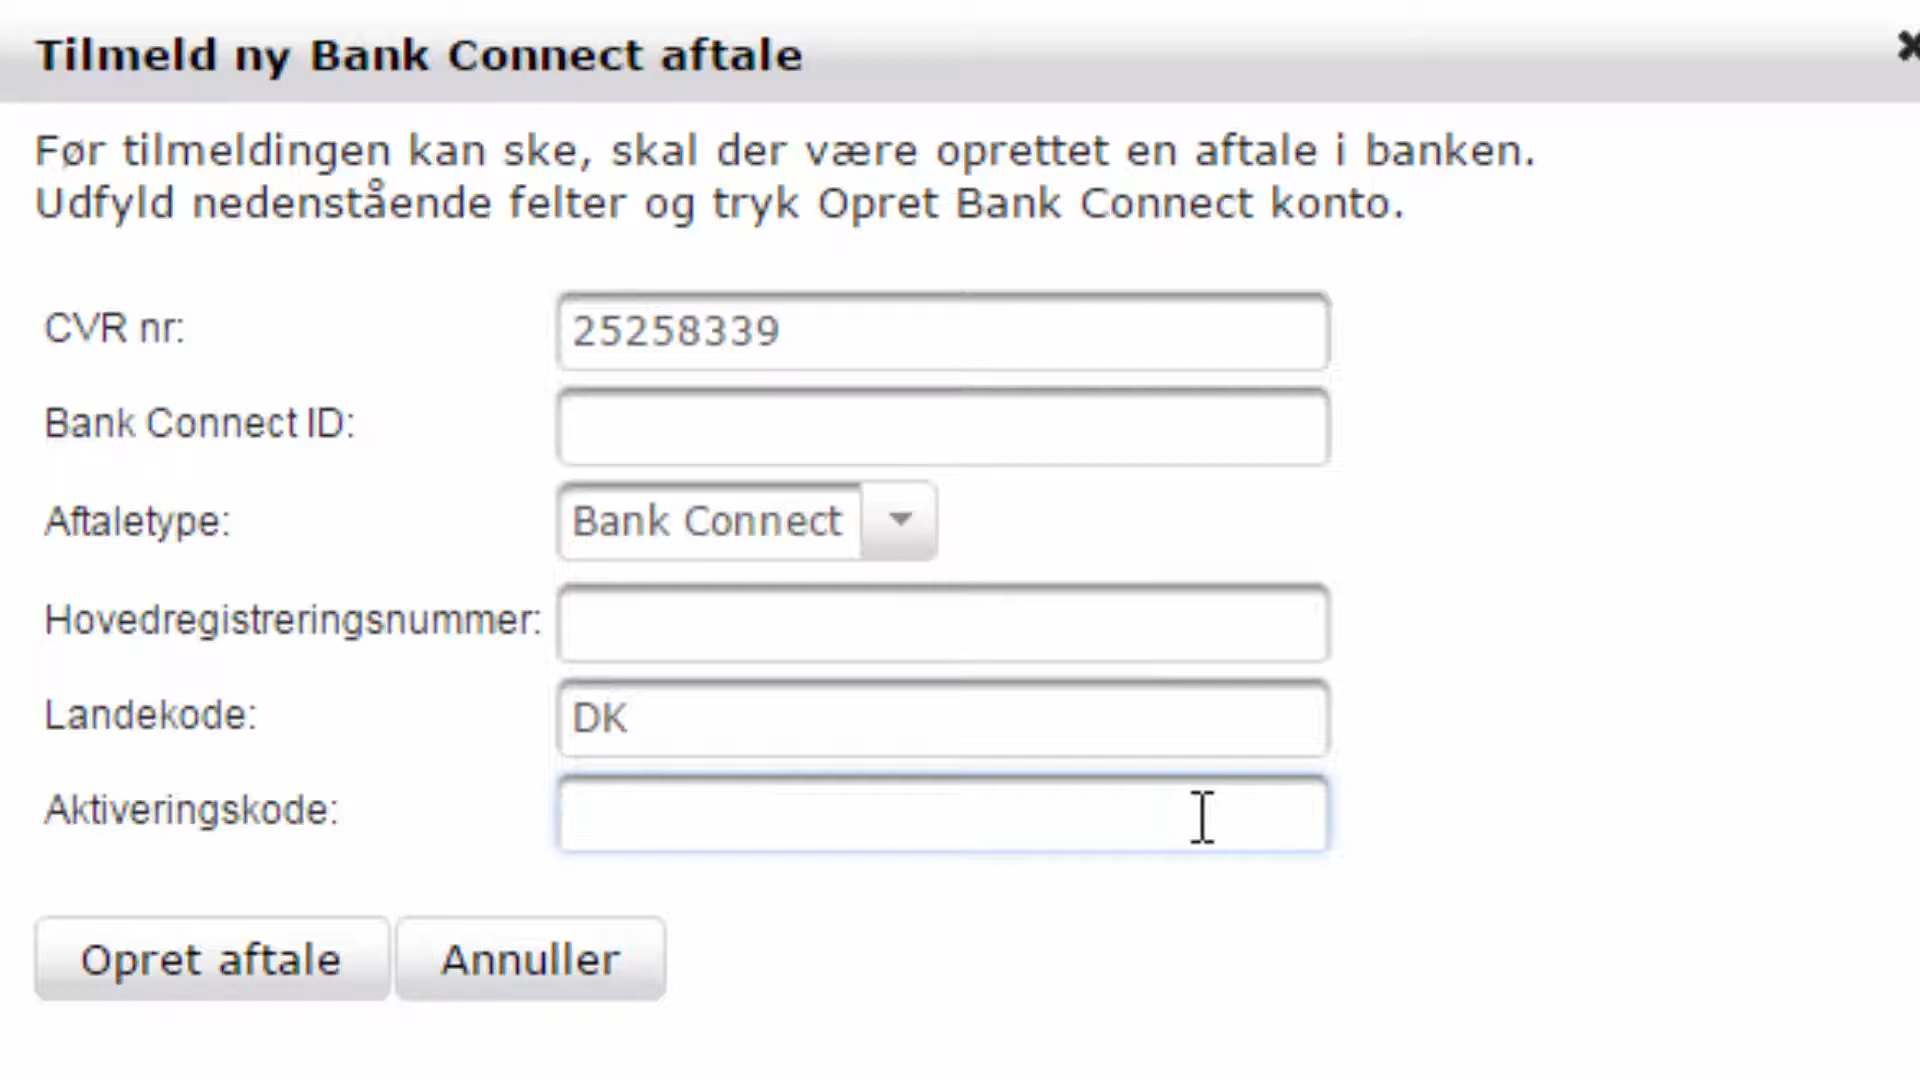 Tilmeld ny Bank Connect aftale
Før tilmeldingen kan ske, skal der være oprettet en aftale i banken.
Udfyld nedenstående felter og tryk Opret Bank Connect konto.
CVR nr: 25258339
Bank Connect ID:
Aftaletype: Bank Connect
Hovedregistreringsnummer:
Landekode: DK
Aktiveringskode:
Opret aftale Annuller